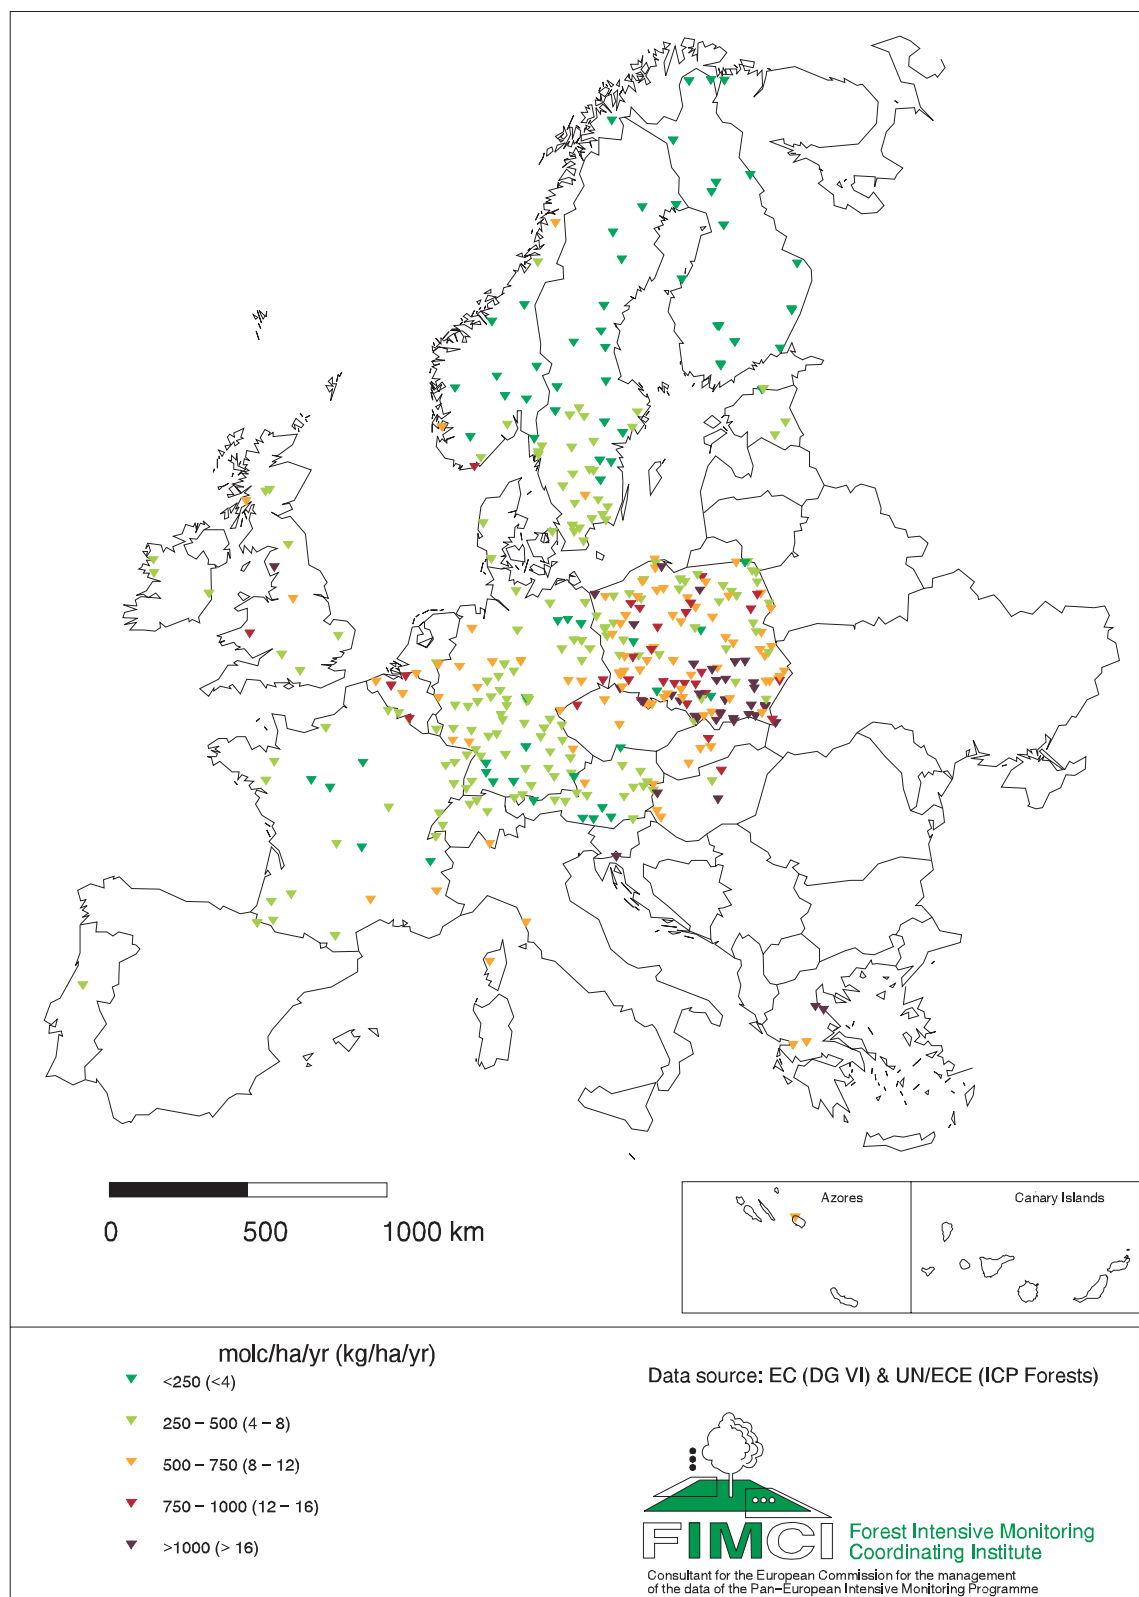 Azores
Canary Islands
0 500 1000 km
molc/ha/yr (kg/ha/yr)
<250 (<4)
250 – 500 (4 – 8)
500 – 750 (8 – 12)
750 – 1000 (12 – 16)
>1000 (> 16)
Data source: EC (DG VI) & UN/ECE (ICP Forests)
FIMCI
Forest Intensive Monitoring
Coordinating Institute
Consultant for the European Commission for the management
of the data of the Pan–European Intensive Monitoring Programme